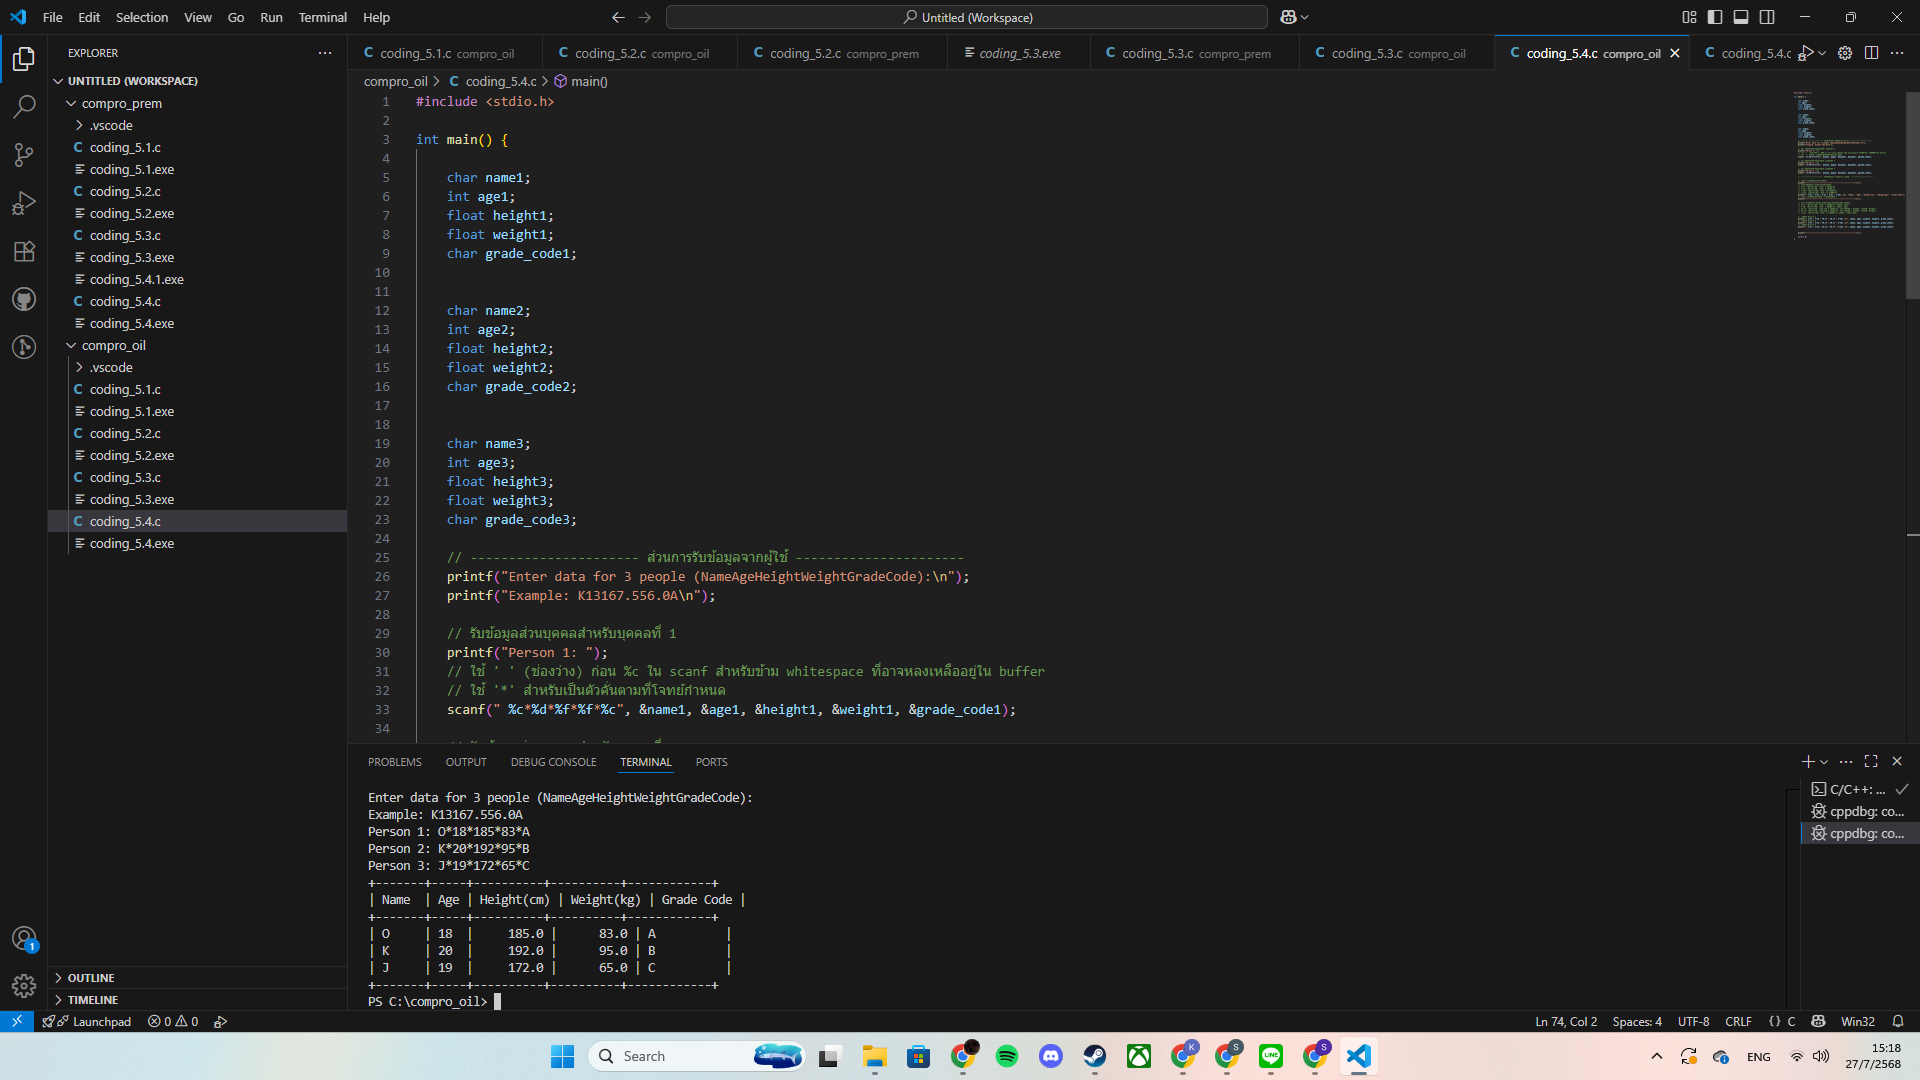 File Edit Selection View Go Run Terminal Help
Untitled (Workspace)
EXPLORER
UNTITLED (WORKSPACE)
compro_prem
.vscode
coding_5.1.c
coding_5.1.exe
coding_5.2.c
coding_5.2.exe
coding_5.3.c
coding_5.3.exe
coding_5.4.1.exe
coding_5.4.c
coding_5.4.exe
compro_oil
.vscode
coding_5.1.c
coding_5.1.exe
coding_5.2.c
coding_5.2.exe
coding_5.3.c
coding_5.3.exe
coding_5.4.c
coding_5.4.exe
OUTLINE
TIMELINE
coding_5.1.c compro_oil
coding_5.2.c compro_oil
coding_5.2.c compro_prem
coding_5.3.exe
coding_5.3.c compro_prem
coding_5.3.c compro_oil
coding_5.4.c compro_oil
coding_5.4.c
compro_oil > C coding_5.4.c > main()
1 #include <stdio.h>
2
3 int main() {
4
5 char name1;
6 int age1;
7 float height1;
8 float weight1;
9 char grade_code1;
10
11
12 char name2;
13 int age2;
14 float height2;
15 float weight2;
16 char grade_code2;
17
18
19 char name3;
20 int age3;
21 float height3;
22 float weight3;
23 char grade_code3;
24
25 // ---------------------- ส่วนการรับข้อมูลจากผู้ใช้ ----------------------
26 printf("Enter data for 3 people (NameAgeHeightWeightGradeCode):\n");
27 printf("Example: K13167.556.0A\n");
28
29 // รับข้อมูลส่วนบุคคลสำหรับบุคคลที่ 1
30 printf("Person 1: ");
31 // ใช้ ' ' (ช่องว่าง) ก่อน %c ใน scanf สำหรับข้าม whitespace ที่อาจหลงเหลืออยู่ใน buffer
32 // ใช้ '*' สำหรับเป็นตัวคั่นตามที่โจทย์กำหนด
33 scanf(" %c*%d*%f*%f*%c", &name1, &age1, &height1, &weight1, &grade_code1);
34
PROBLEMS OUTPUT DEBUG CONSOLE TERMINAL PORTS
Enter data for 3 people (NameAgeHeightWeightGradeCode):
Example: K13167.556.0A
Person 1: O*18*185*83*A
Person 2: K*20*192*95*B
Person 3: J*19*172*65*C
+-------+-----+----------+----------+------------+
| Name  | Age | Height(cm) | Weight(kg) | Grade Code |
+-------+-----+----------+----------+------------+
| O     | 18  |     185.0 |      83.0 | A          |
| K     | 20  |     192.0 |      95.0 | B          |
| J     | 19  |     172.0 |      65.0 | C          |
+-------+-----+----------+----------+------------+
PS C:\compro_oil>
C/C++: ...
cppdbg: co...
cppdbg: co...
1
Launchpad 0 0
Ln 74, Col 2 Spaces: 4 UTF-8 CRLF {} C Win32
Search
K
S
LINE
S
ENG
15:18
27/7/2568